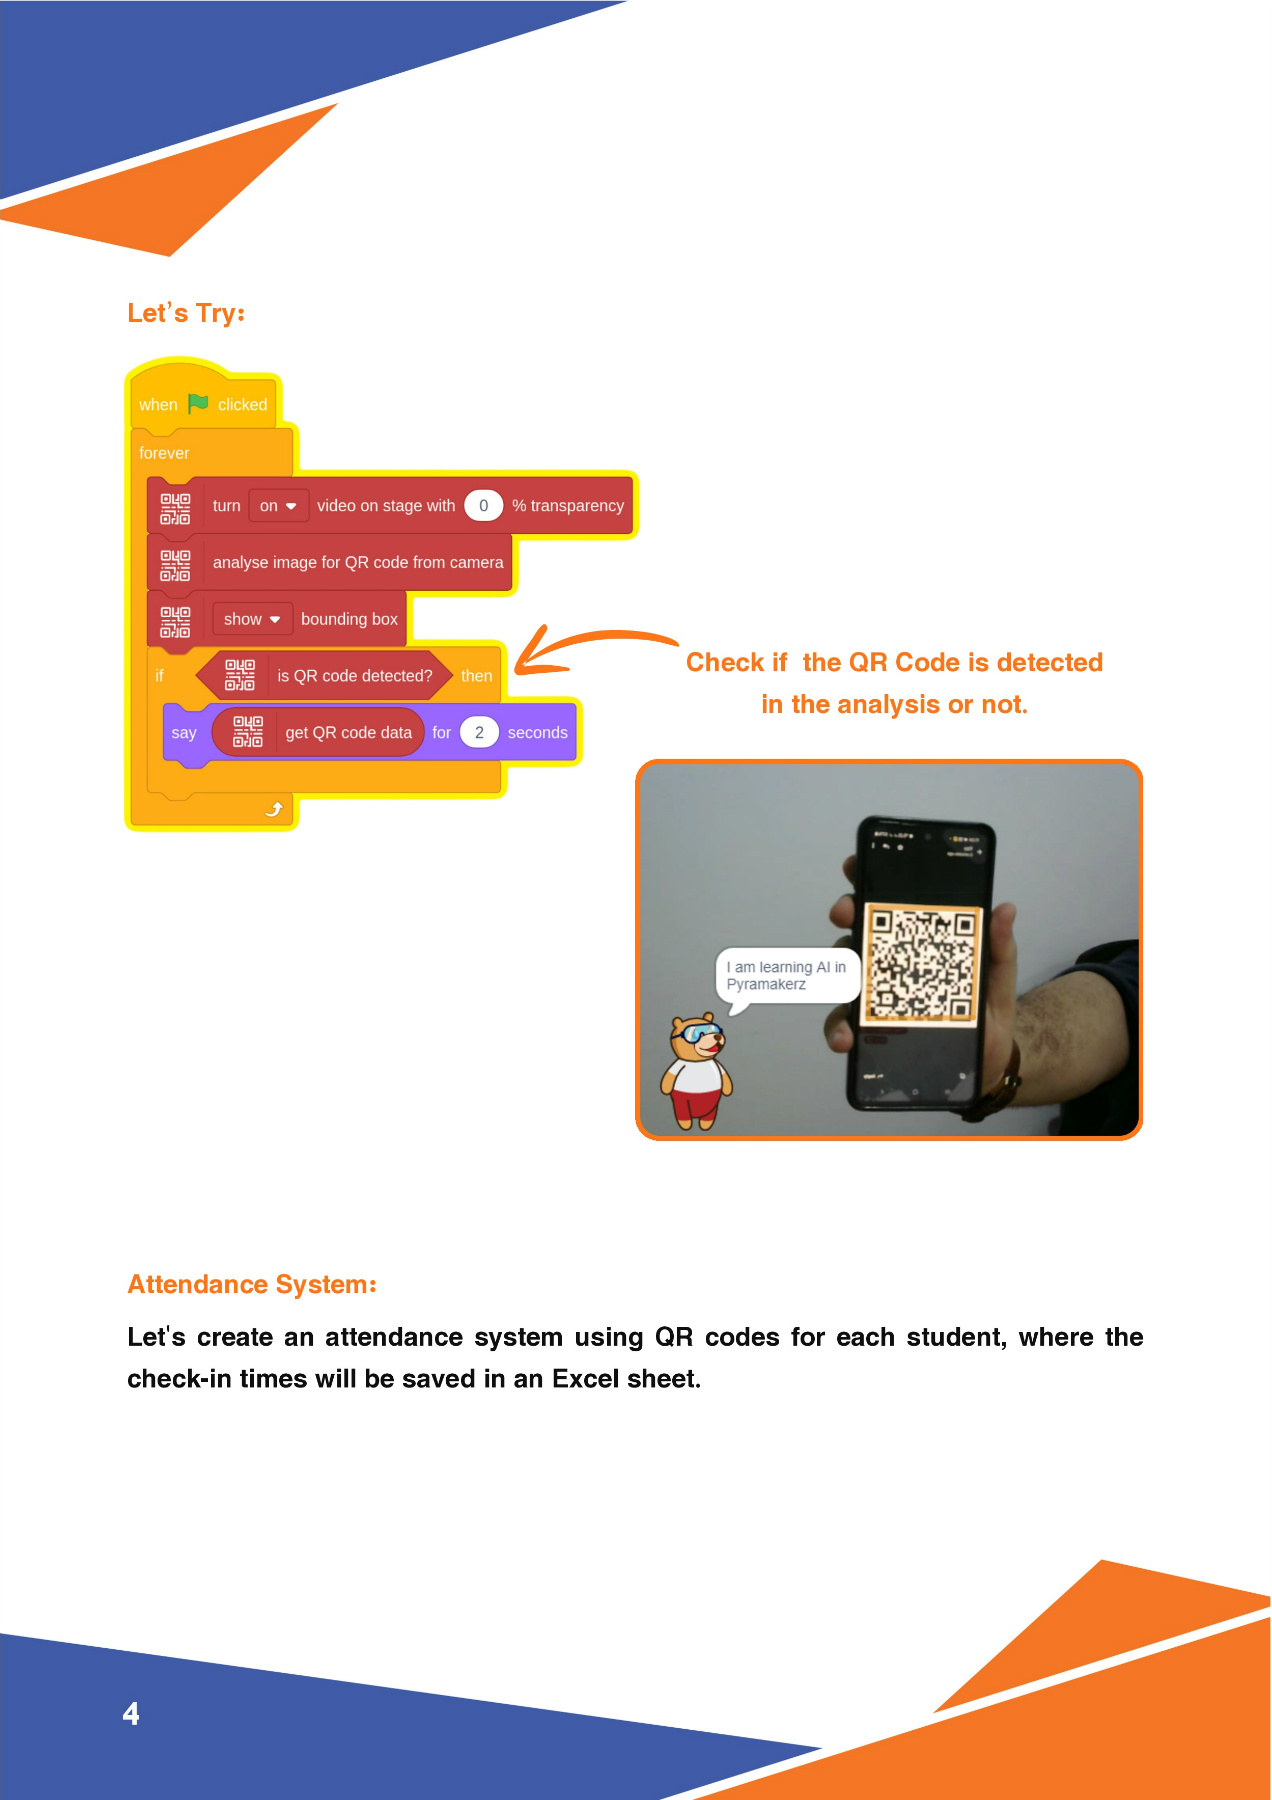 Let's Try:
when clicked
forever
turn on video on stage with 0 % transparency
analyse image for QR code from camera
show bounding box
if is QR code detected? then
say get QR code data for 2 seconds
Check if the QR Code is detected
in the analysis or not.
I am learning AI in
Pyramakerz
Attendance System:
Let's create an attendance system using QR codes for each student, where the
check-in times will be saved in an Excel sheet.
4